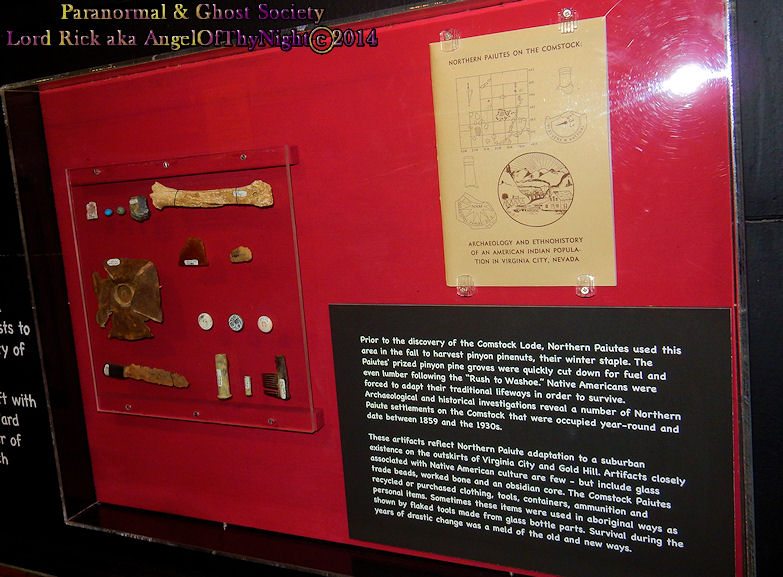 Paranormal & Ghost Society
Lord Rick aka AngelOfThyNight©2014
NORTHERN PAIUTES ON THE COMSTOCK:
ARCHAEOLOGY AND ETHNOHISTORY
OF AN AMERICAN INDIAN POPULA-
TION IN VIRGINIA CITY, NEVADA
sts to
ty of
ft with
ard
er of
ch
Prior to the discovery of the Comstock Lode, Northern Paiutes used this
area in the fall to harvest pinyon pinenuts, their winter staple. The
Paiutes' prized pinyon pine groves were quickly cut down for fuel and
even lumber following the "Rush to Washoe." Native Americans were
forced to adapt their traditional lifeways in order to survive.
Archaeological and historical investigations reveal a number of Northern
Paiute settlements on the Comstock that were occupied year-round and
date between 1859 and the 1930s.
These artifacts reflect Northern Paiute adaptation to a suburban
existence on the outskirts of Virginia City and Gold Hill. Artifacts closely
associated with Native American culture are few - but include glass
trade beads, worked bone and an obsidian core. The Comstock Paiutes
recycled or purchased clothing, tools, containers, ammunition and
personal items. Sometimes these items were used in aboriginal ways as
shown by flaked tools made from glass bottle parts. Survival during the
years of drastic change was a meld of the old and new ways.